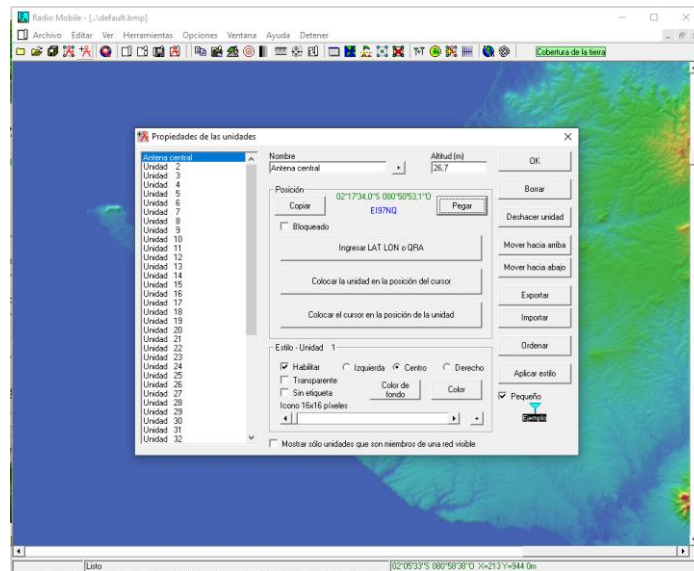 Radio Mobile - [..\default.bmp]
Archivo Editar Ver Herramientas Opciones Ventana Ayuda Detener
Cobertura de la tierra
Propiedades de las unidades
Antena central
Unidad 2
Unidad 3
Unidad 4
Unidad 5
Unidad 6
Unidad 7
Unidad 8
Unidad 9
Unidad 10
Unidad 11
Unidad 12
Unidad 13
Unidad 14
Unidad 15
Unidad 16
Unidad 17
Unidad 18
Unidad 19
Unidad 20
Unidad 21
Unidad 22
Unidad 23
Unidad 24
Unidad 25
Unidad 26
Unidad 27
Unidad 28
Unidad 29
Unidad 30
Unidad 31
Unidad 32
Nombre
Antena central
+
Altitud (m)
26,7
Posición
Copiar
02°17'34,0''S 080°50'53,1''O
EI97NQ
Pegar
Bloqueado
Ingresar LAT LON o QRA
Colocar la unidad en la posición del cursor
Colocar el cursor en la posición de la unidad
Estilo - Unidad 1
Habilitar Izquierda Centro Derecho
Transparente
Sin etiqueta
Color de fondo
Color
Icono 16x16 píxeles
+
Mostrar sólo unidades que son miembros de una red visible
OK
Borrar
Deshacer unidad
Mover hacia arriba
Mover hacia abajo
Exportar
Importar
Ordenar
Aplicar estilo
Pequeño
Ejemplo
Listo
02°05'33''S 080°58'38''O X=213 Y=944 0m